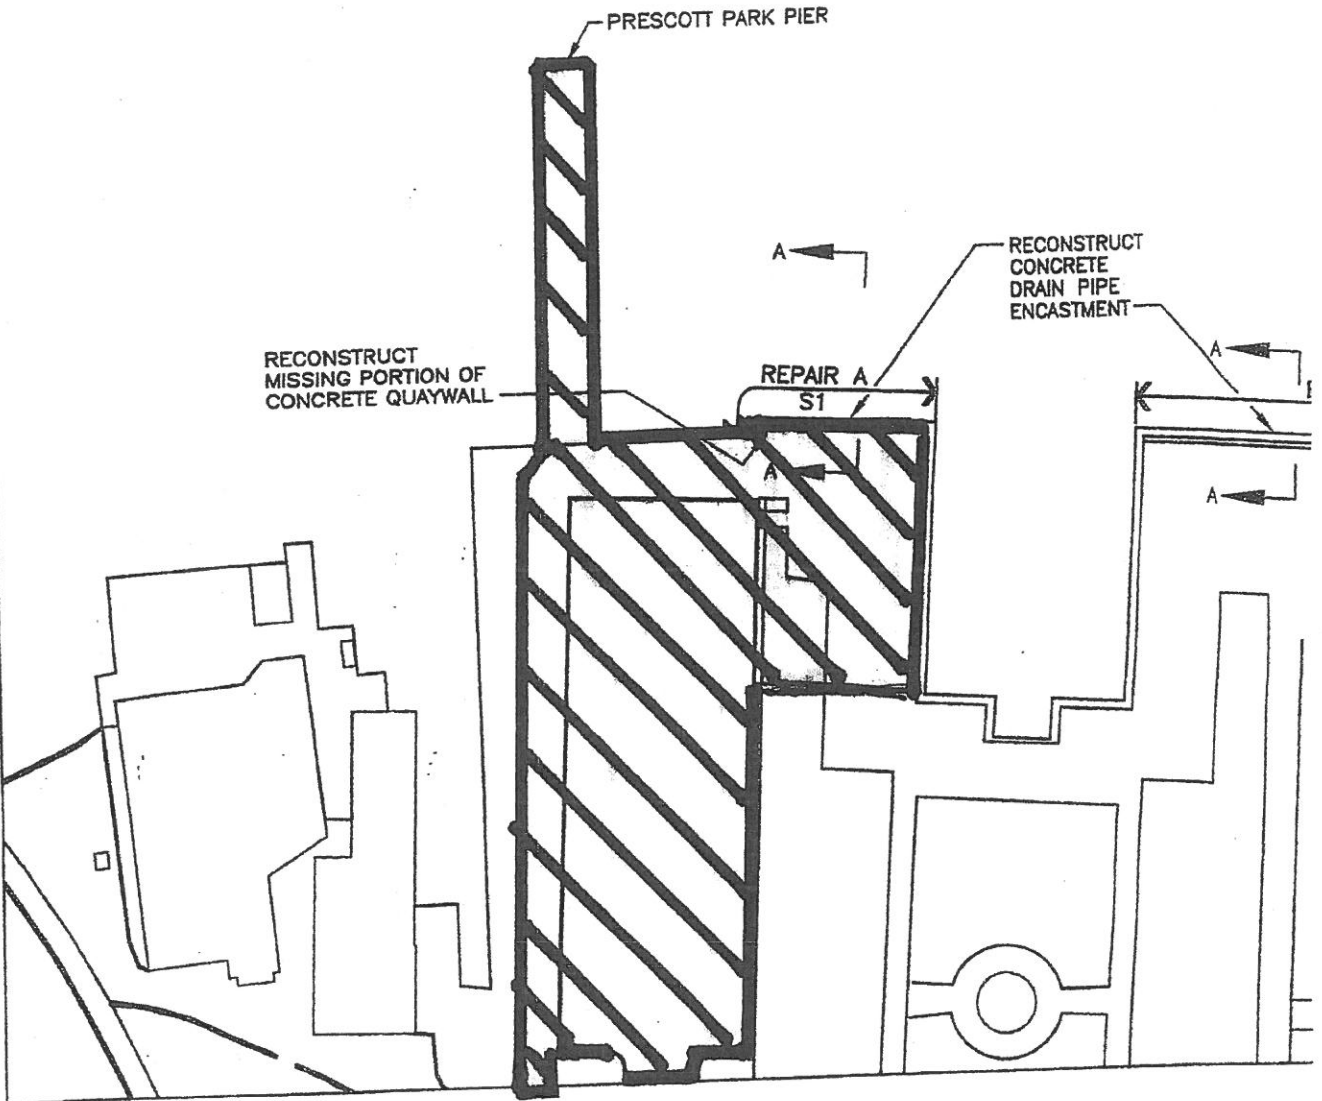 PRESCOTT PARK PIER
A
RECONSTRUCT
CONCRETE
DRAIN PIPE
ENCASTMENT
A
RECONSTRUCT
MISSING PORTION OF
CONCRETE QUAYWALL
REPAIR A
S1
A
A